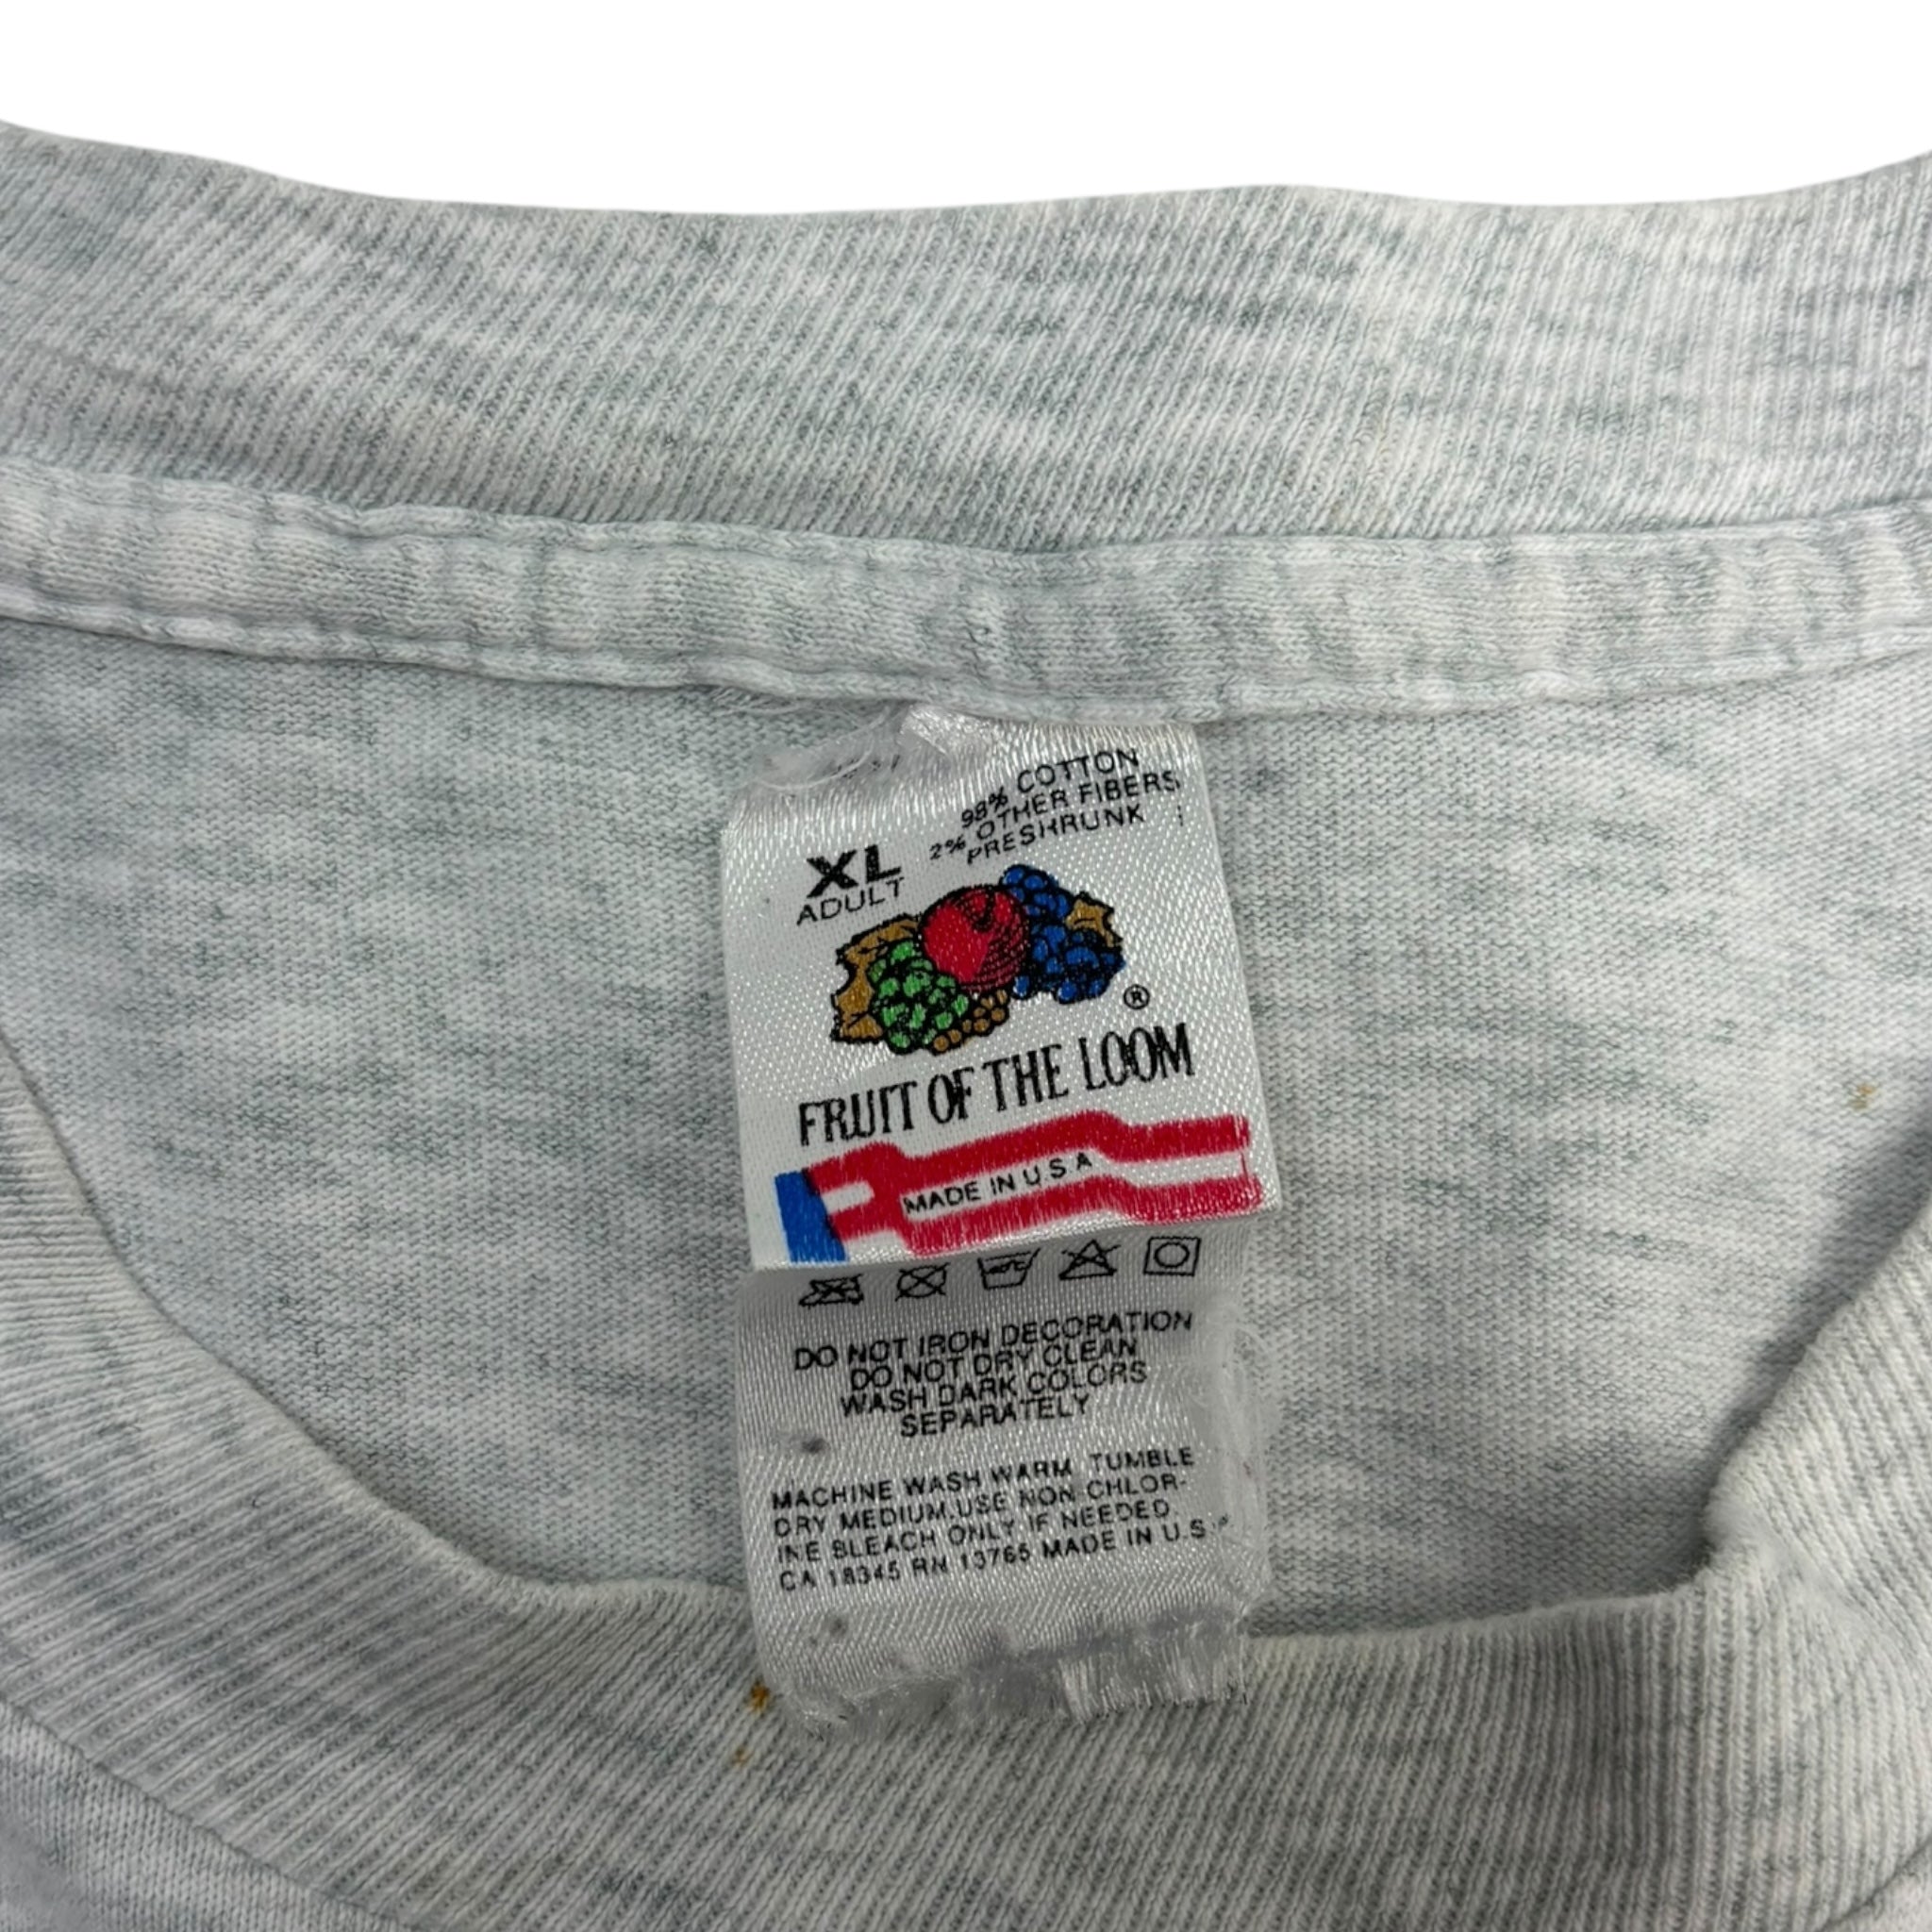 98% COTTON
2% OTHER FIBERS
PRESHRUNK
XL
ADULT
®
FRUIT OF THE LOOM
MADE IN U S A
DO NOT IRON DECORATION
DO NOT DRY CLEAN
WASH DARK COLORS
SEPARATELY
MACHINE WASH WARM TUMBLE
DRY MEDIUM.USE NON-CHLOR-
INE BLEACH ONLY IF NEEDED.
CA 18345 RN 13765 MADE IN U.S.